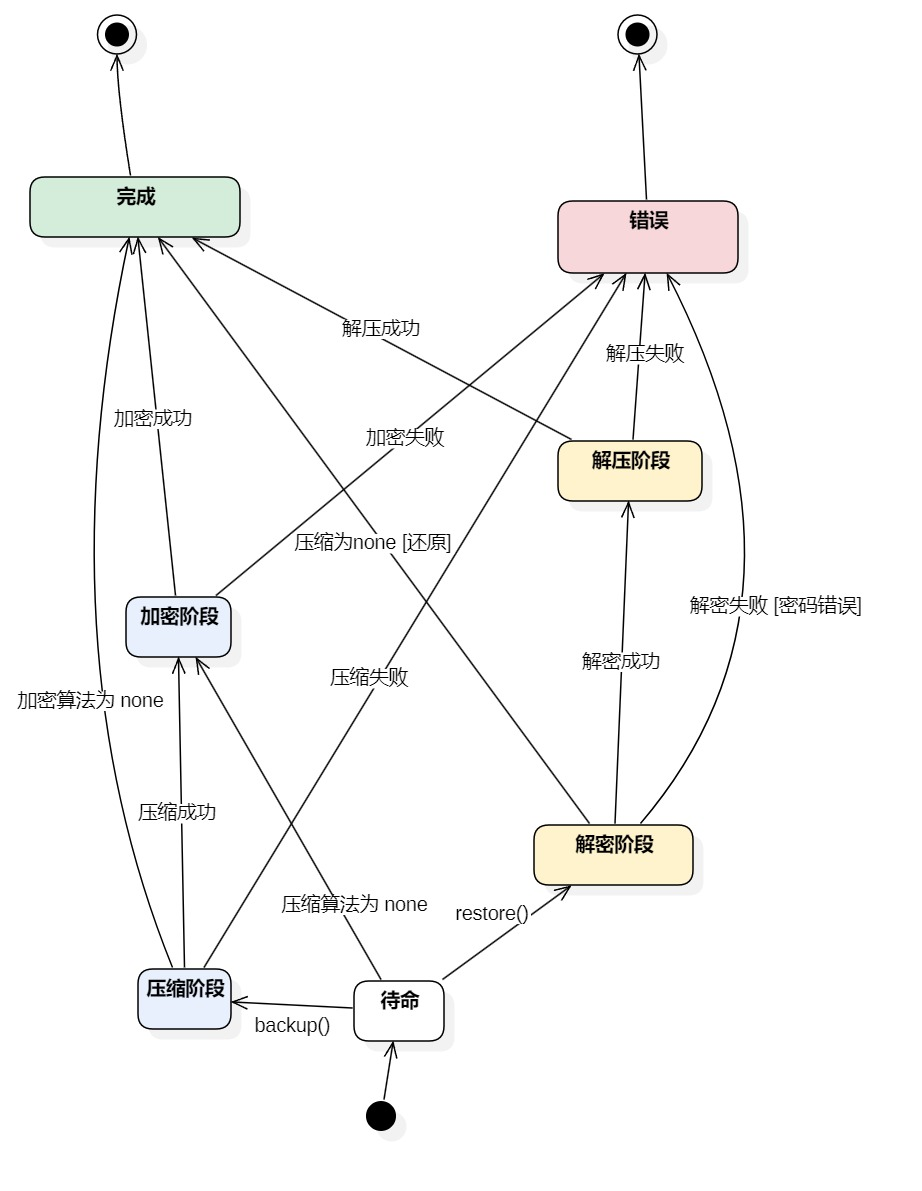 完成
错误
解压成功
解压失败
加密成功
加密失败
解压阶段
压缩为none [还原]
加密阶段
解密失败 [密码错误]
解密成功
压缩失败
加密算法为 none
压缩成功
解密阶段
压缩算法为 none
restore()
压缩阶段
待命
backup()